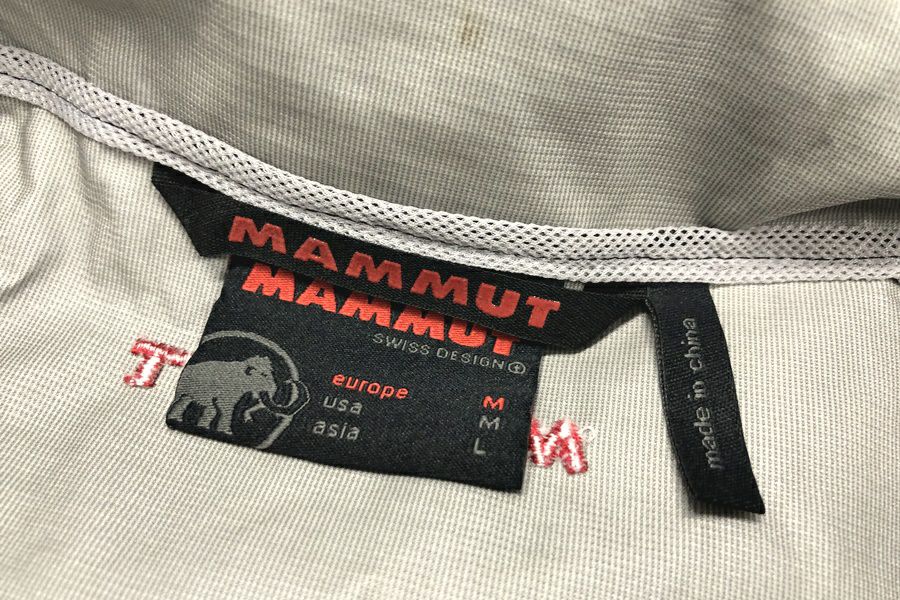 MAMMUT
MAMMUT
SWISS DESIGN
europe M
usa M
asia L
made in china